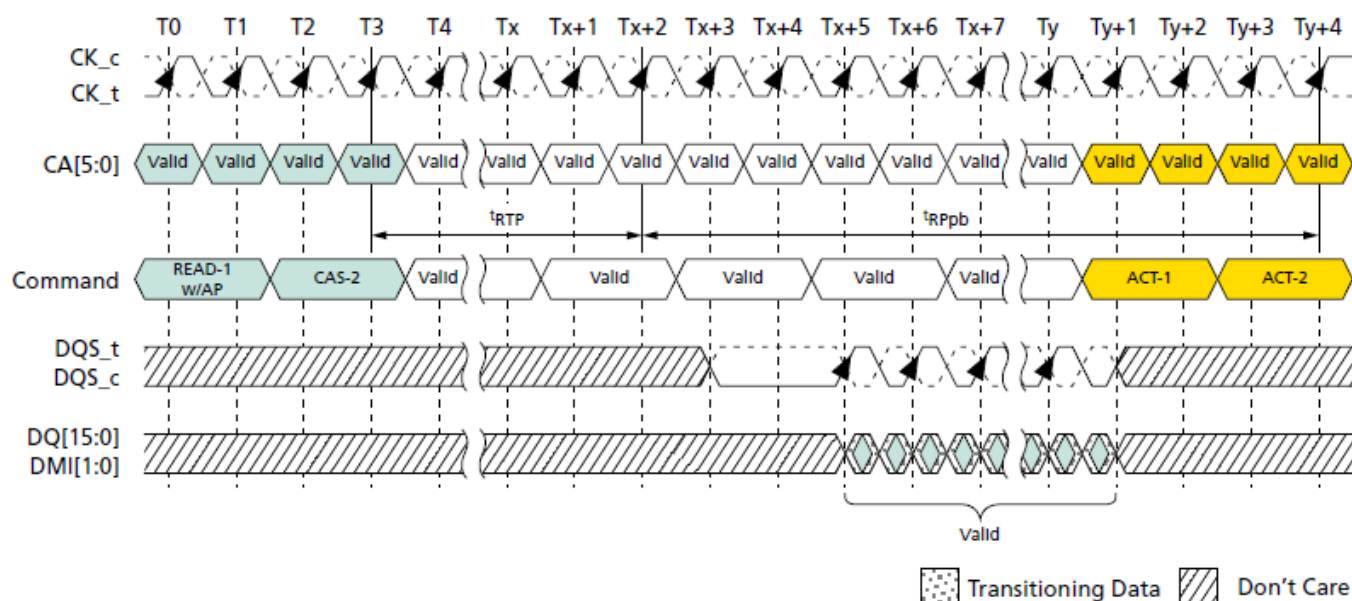 T0 T1 T2 T3 T4 Tx Tx+1 Tx+2 Tx+3 Tx+4 Tx+5 Tx+6 Tx+7 Ty Ty+1 Ty+2 Ty+3 Ty+4
CK_c
CK_t
CA[5:0] Valid Valid Valid Valid Valid Valid Valid Valid Valid Valid Valid Valid Valid Valid Valid Valid Valid Valid
tRTP tRPpb
Command READ-1 w/AP CAS-2 Valid Valid Valid Valid Valid ACT-1 ACT-2
DQS_t
DQS_c
DQ[15:0]
DMI[1:0]
Valid
Transitioning Data Don't Care